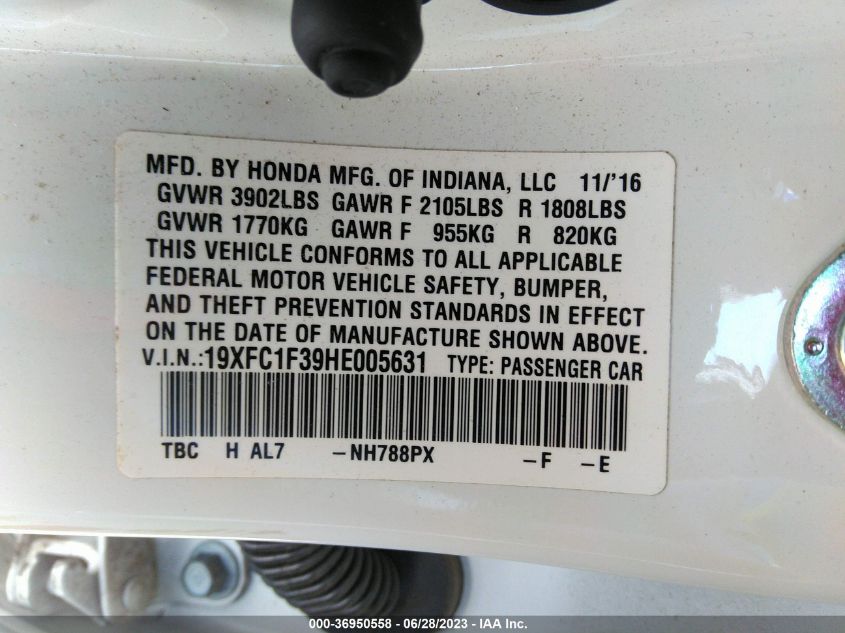 MFD. BY HONDA MFG. OF INDIANA, LLC 11/'16
GVWR 3902LBS GAWR F 2105LBS R 1808LBS
GVWR 1770KG GAWR F 955KG R 820KG
THIS VEHICLE CONFORMS TO ALL APPLICABLE
FEDERAL MOTOR VEHICLE SAFETY, BUMPER,
AND THEFT PREVENTION STANDARDS IN EFFECT
ON THE DATE OF MANUFACTURE SHOWN ABOVE.
V.I.N.:19XFC1F39HE005631 TYPE: PASSENGER CAR
TBC H AL7 -NH788PX -F -E
000-36950558 - 06/28/2023 - IAA Inc.